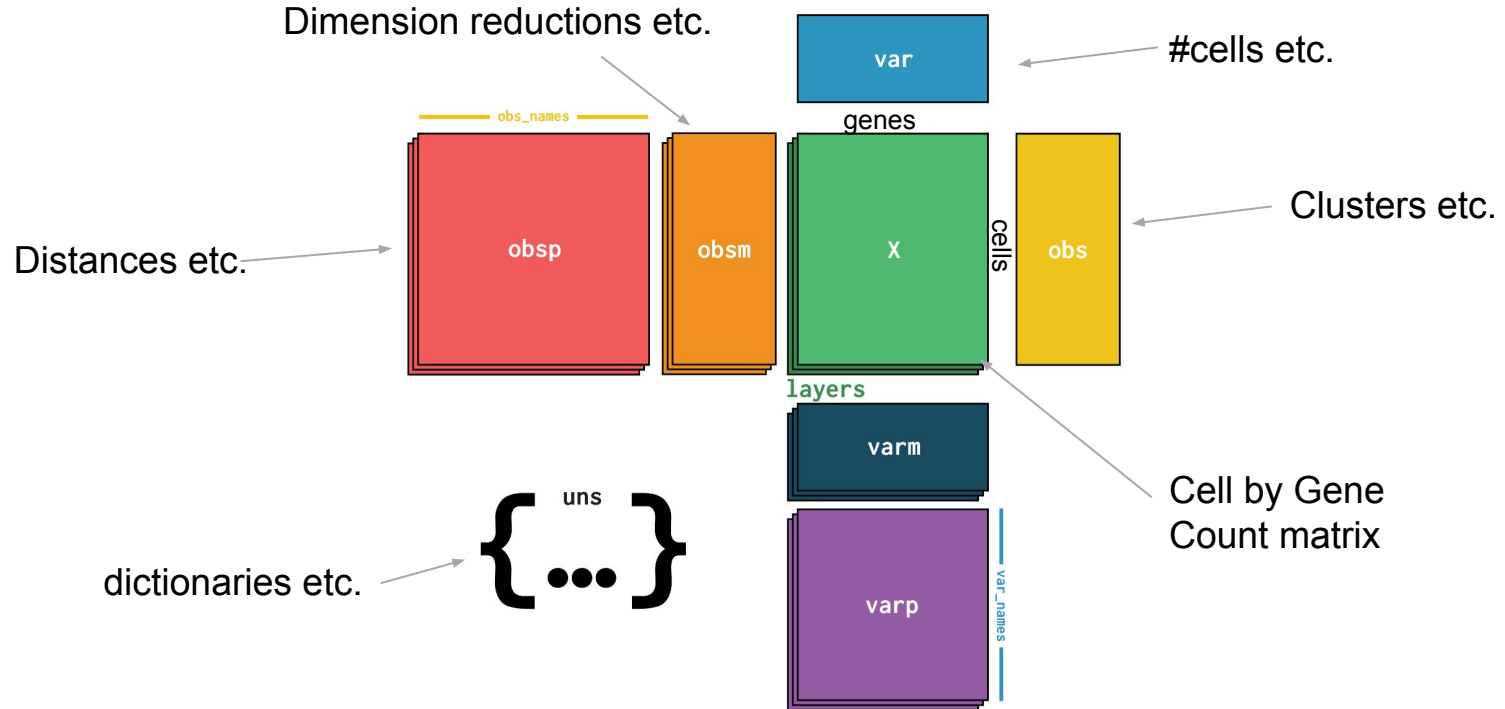 Dimension reductions etc.
var
#cells etc.
obs_names
genes
Clusters etc.
Distances etc.
obsp
obsm
X
cells
obs
layers
varm
Cell by Gene
Count matrix
uns
{ ••• }
dictionaries etc.
varp
var_names